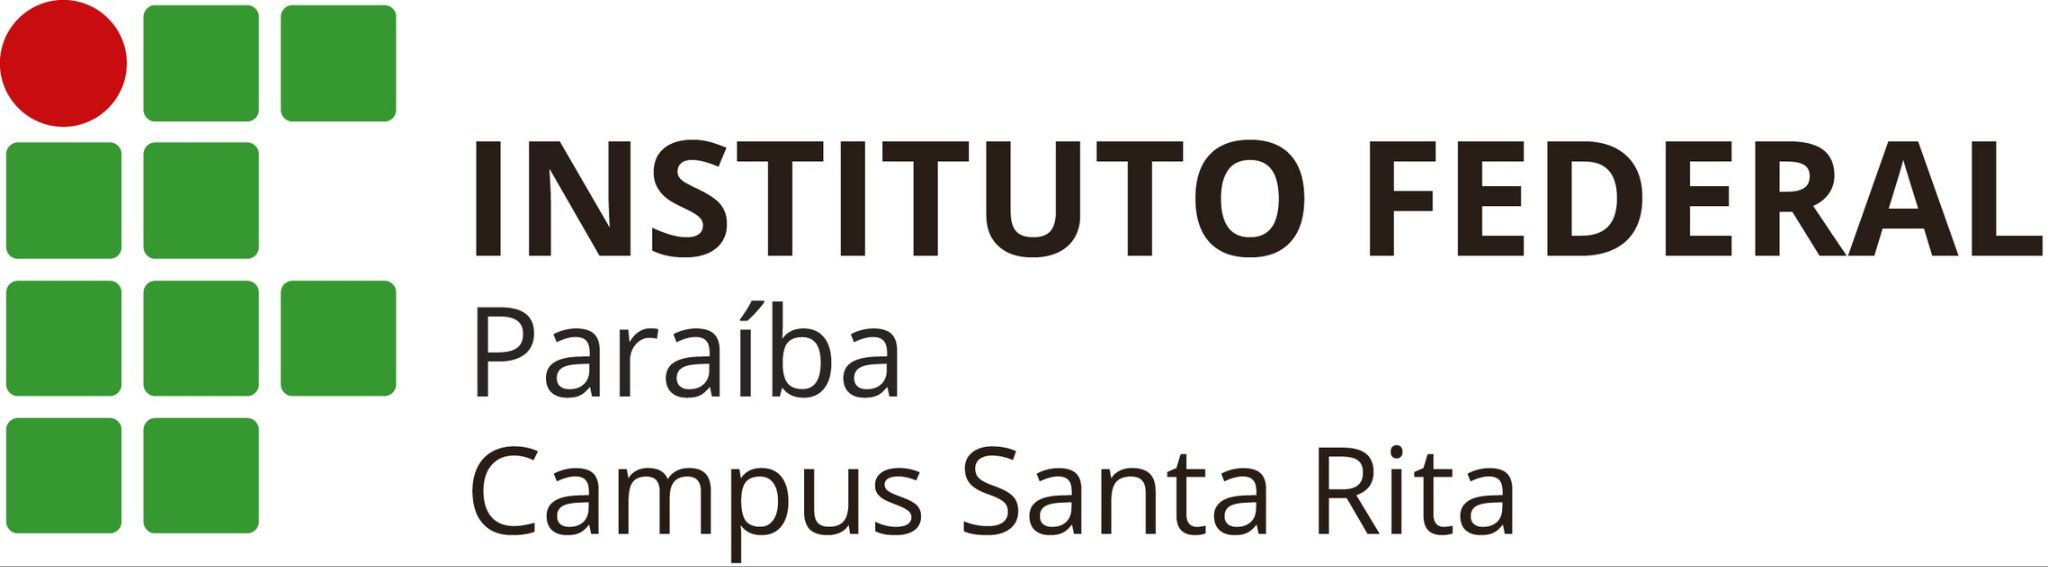 INSTITUTO FEDERAL
Paraíba
Campus Santa Rita